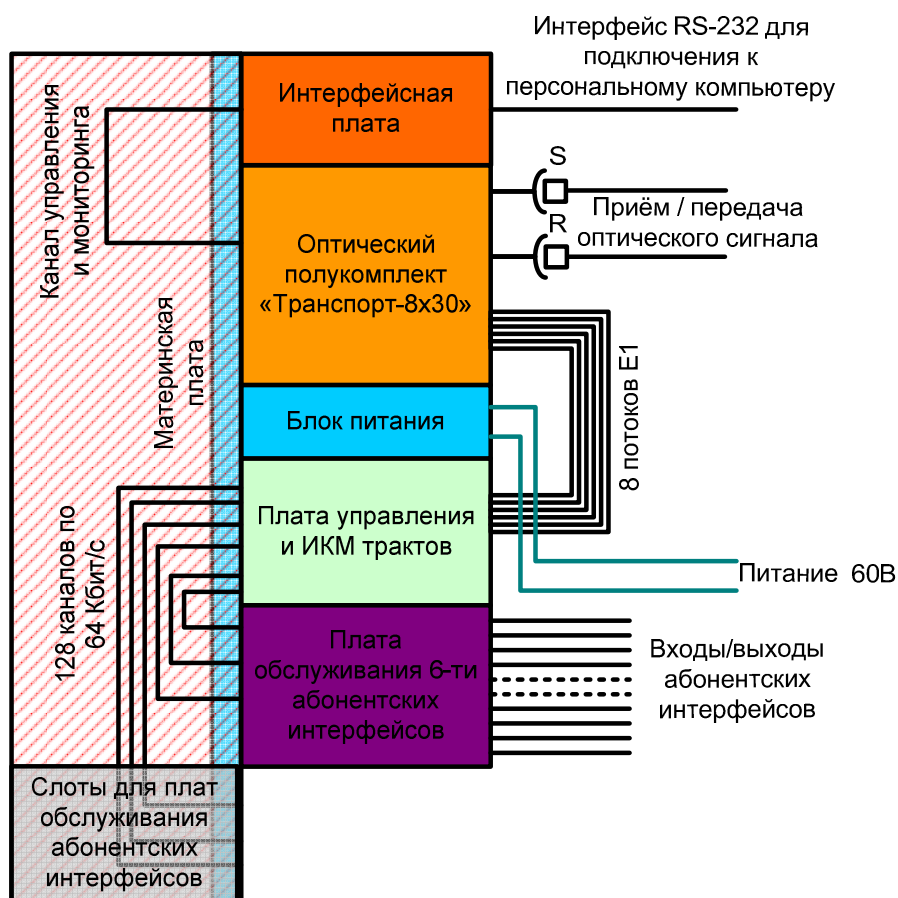 Интерфейс RS-232 для
подключения к
персональному компьютеру
Интерфейсная
плата
Канал управления
и мониторинга
S
R
Приём / передача
оптического сигнала
Оптический
полукомплект
«Транспорт-8х30»
Материнская
плата
8 потоков Е1
Блок питания
Плата управления
и ИКМ трактов
128 каналов по
64 Кбит/с
Питание 60В
Плата
обслуживания 6-ти
абонентских
интерфейсов
Входы/выходы
абонентских
интерфейсов
Слоты для плат
обслуживания
абонентских
интерфейсов